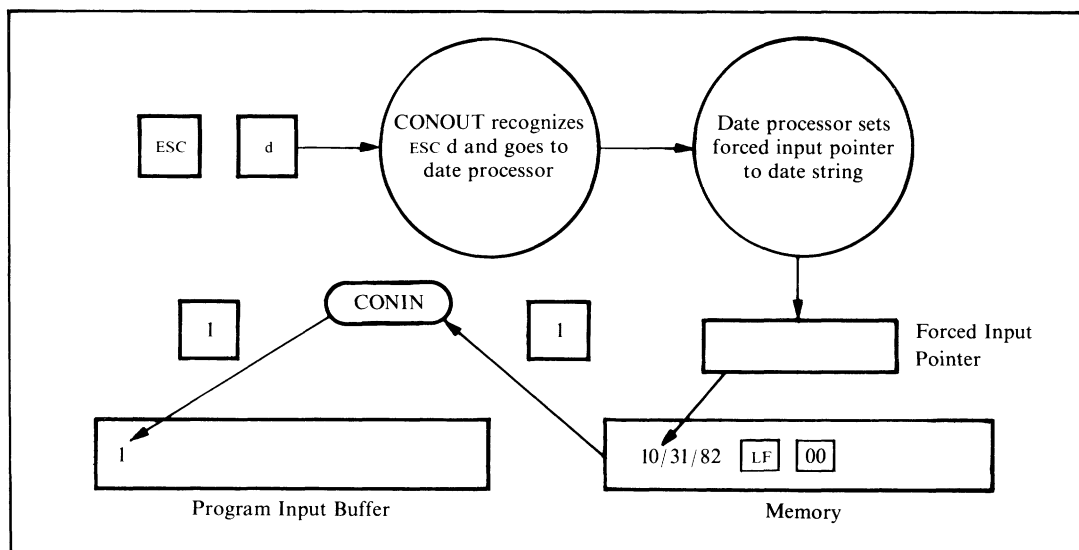 ESC
d
CONOUT recognizes
ESC d and goes to
date processor
Date processor sets
forced input pointer
to date string
1
CONIN
1
Forced Input
Pointer
1
10/31/82 LF 00
Program Input Buffer
Memory